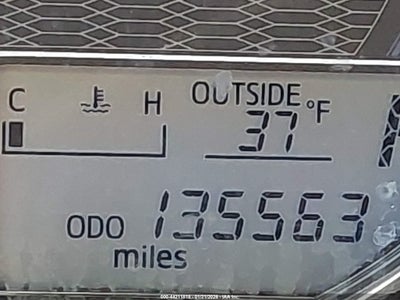 C H OUTSIDE
37 °F
ODO 135563
miles